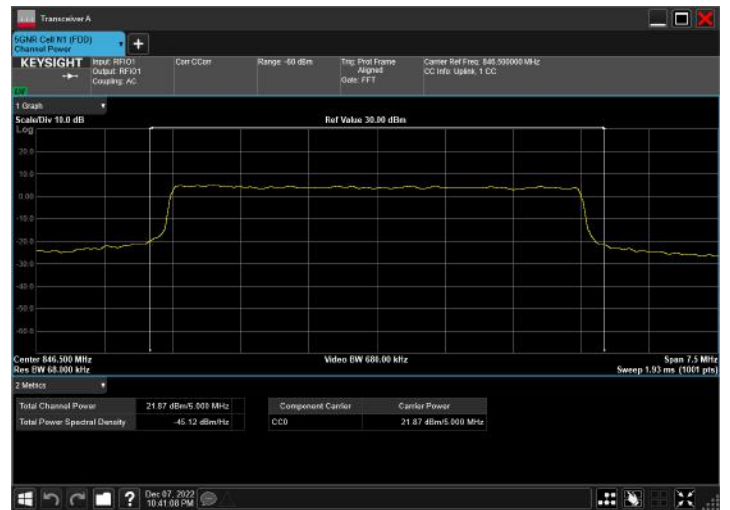 Transceiver A
5GNR Cell N1 (FDD)
Channel Power
+
KEYSIGHT Input: RFIO1 Corr CCorr Range: -60 dBm Trig: Prot Frame Carrier Ref Freq: 846.500000 MHz
Output: RFIO1 Aligned CC Info: Uplink, 1 CC
Coupling: AC Gate: FFT
1 Graph
Scale/Div 10.0 dB Ref Value 30.00 dBm
Log
20.0
10.0
0.00
-10.0
-20.0
-30.0
-40.0
-50.0
-60.0
Center 846.500 MHz Video BW 680.00 kHz Span 7.5 MHz
Res BW 68.000 kHz Sweep 1.93 ms (1001 pts)
2 Metrics
Total Channel Power 21.87 dBm/5.000 MHz Component Carrier Carrier Power
Total Power Spectral Density -45.12 dBm/Hz CC0 21.87 dBm/5.000 MHz
? Dec 07, 2022
10:41:08 PM